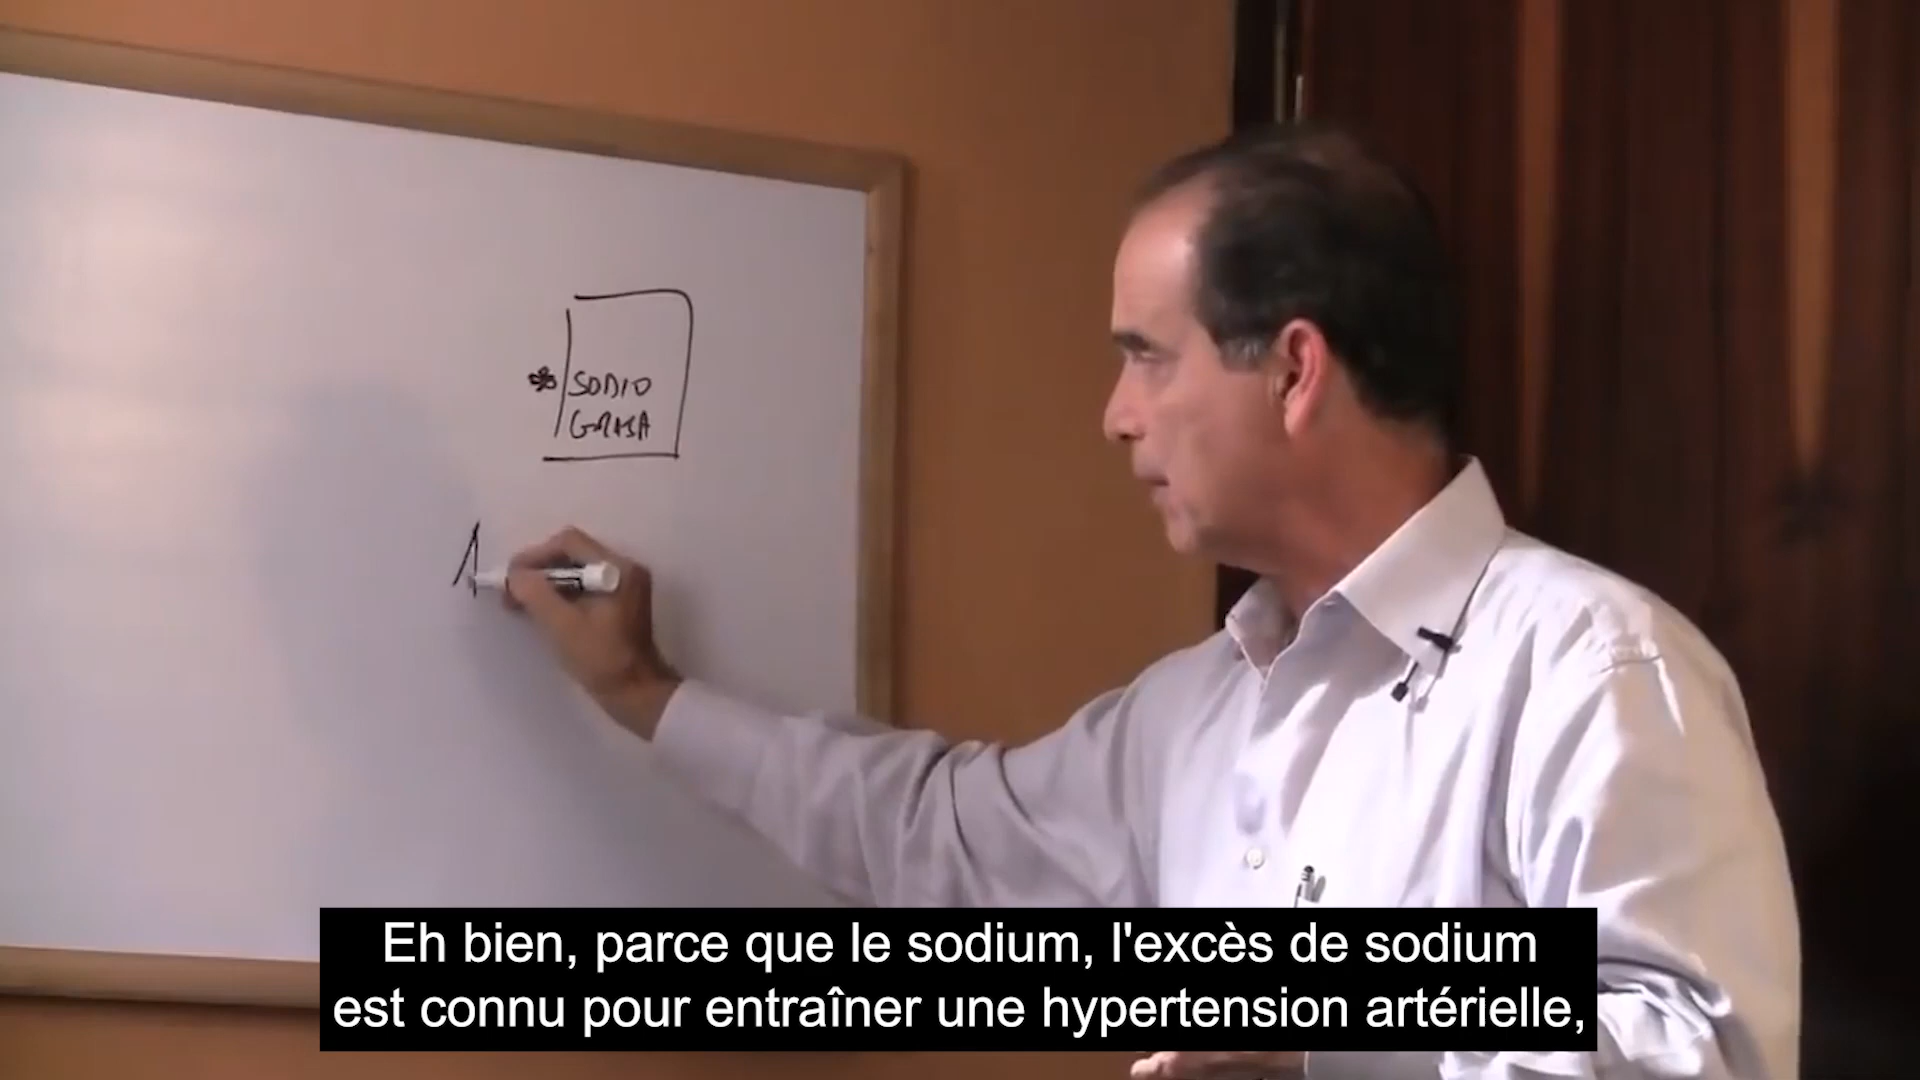 SODIO
GRASA
Eh bien, parce que le sodium, l'excès de sodium
est connu pour entraîner une hypertension artérielle,